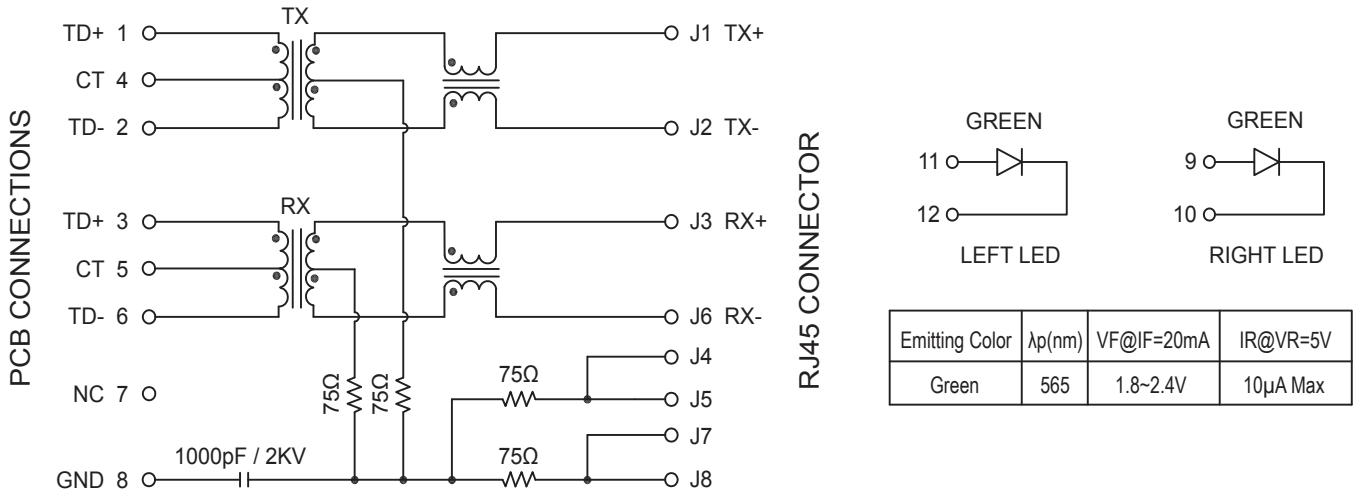 PCB CONNECTIONS
TX
TD+ 1
CT 4
TD- 2
J1 TX+
J2 TX-
RX
TD+ 3
CT 5
TD- 6
J3 RX+
J6 RX-
NC 7
GND 8
1000pF / 2KV
75Ω
75Ω
75Ω
75Ω
J4
J5
J7
J8
RJ45 CONNECTOR
GREEN
11
12
LEFT LED
GREEN
9
10
RIGHT LED
Emitting Color λp(nm) VF@IF=20mA IR@VR=5V
Green 565 1.8~2.4V 10μA Max